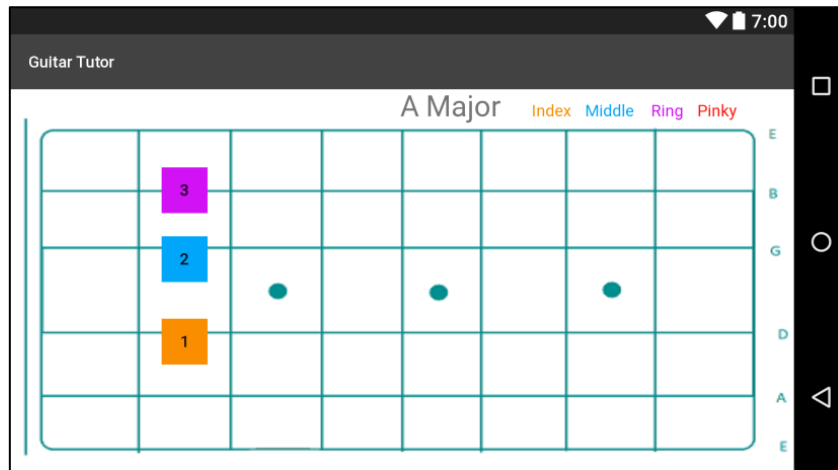 7:00
Guitar Tutor
A Major Index Middle Ring Pinky
E
3 B
2 G
1 D
A
E